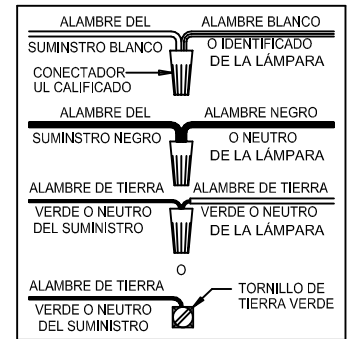 ALAMBRE DEL
SUMINSTRO BLANCO
ALAMBRE BLANCO
O IDENTIFICADO
DE LA LÁMPARA
CONECTADOR
UL CALIFICADO
ALAMBRE DEL
SUMINSTRO NEGRO
ALAMBRE NEGRO
O NEUTRO
DE LA LÁMPARA
ALAMBRE DE TIERRA
VERDE O NEUTRO
DEL SUMINISTRO
ALAMBRE DE TIERRA
VERDE O NEUTRO
DE LA LÁMPARA
O
ALAMBRE DE TIERRA
VERDE O NEUTRO
DEL SUMINISTRO
TORNILLO DE
TIERRA VERDE